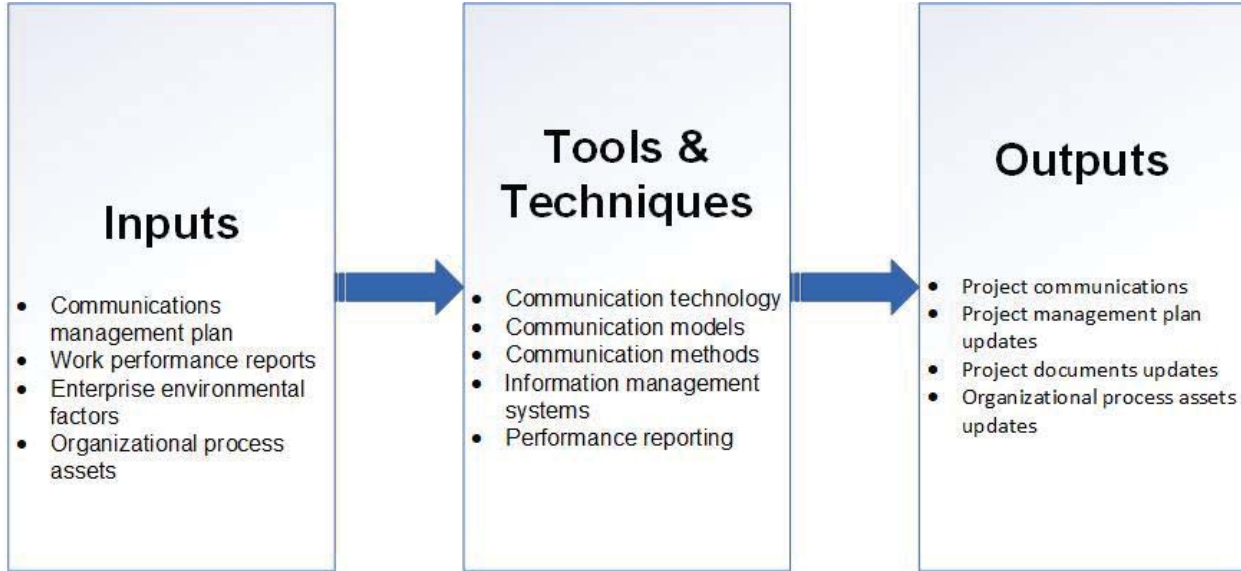 Inputs
• Communications
management plan
• Work performance reports
• Enterprise environmental
factors
• Organizational process
assets
Tools &
Techniques
• Communication technology
• Communication models
• Communication methods
• Information management
systems
• Performance reporting
Outputs
• Project communications
• Project management plan
updates
• Project documents updates
• Organizational process assets
updates